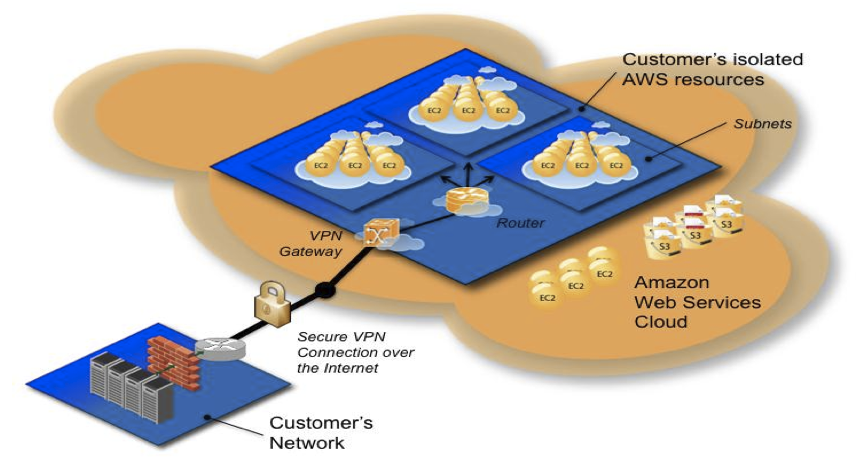 Customer's isolated
AWS resources
Subnets
EC2 EC2 EC2
EC2 EC2 EC2
EC2 EC2 EC2
Router
VPN
Gateway
S3 S3 S3
EC2 EC2 EC2
Amazon
Web Services
Cloud
Secure VPN
Connection over
the Internet
Customer's
Network